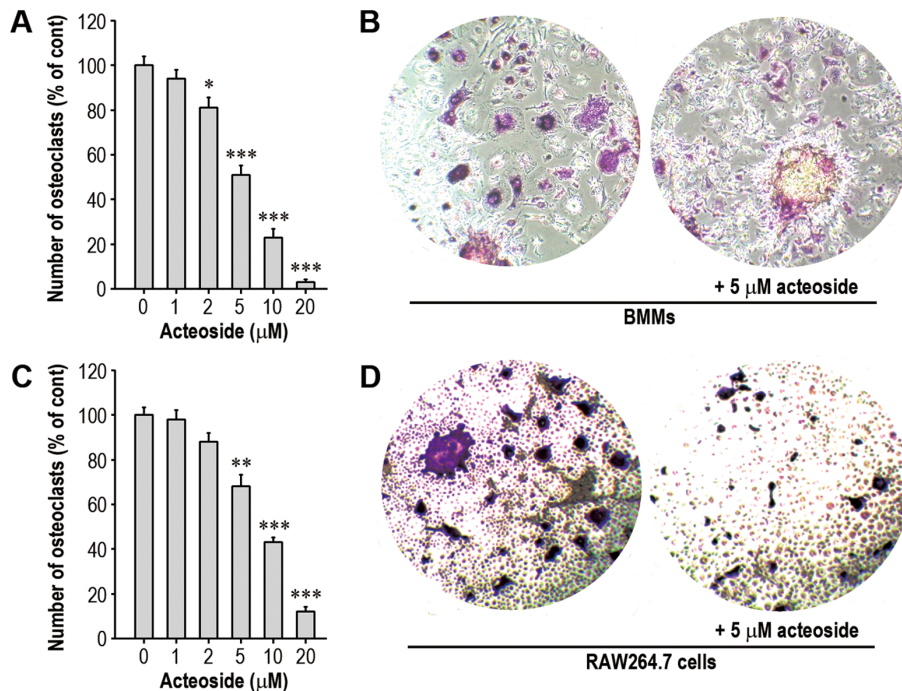 A
Number of osteoclasts (% of cont)
120
100
80
60
40
20
0
*
***
***
***
0 1 2 5 10 20
Acteoside (μM)
B
+ 5 μM acteoside
BMMs
C
Number of osteoclasts (% of cont)
120
100
80
60
40
20
0
**
***
***
0 1 2 5 10 20
Acteoside (μM)
D
+ 5 μM acteoside
RAW264.7 cells